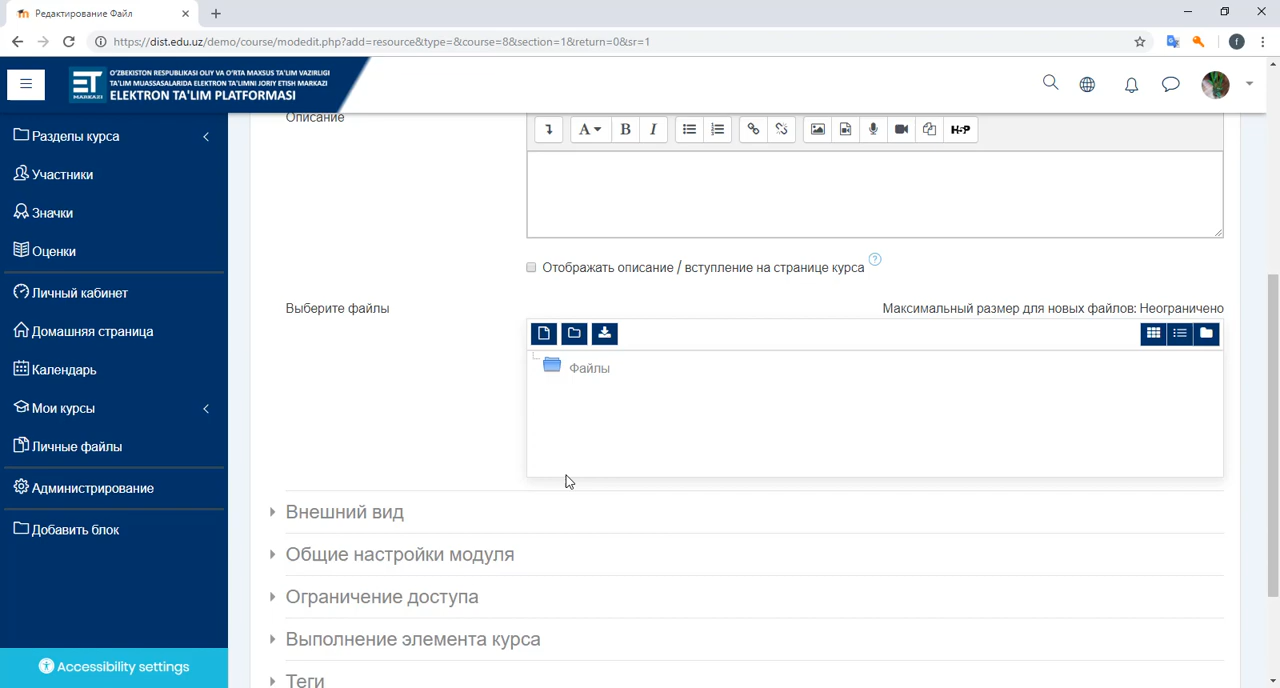 Редактирование Файл
https://dist.edu.uz/demo/course/modedit.php?add=resource&type=&course=8&section=1&return=0&sr=1
f
ET
MARKAZI
O'ZBEKISTON RESPUBLIKASI OLIY VA O'RTA MAXSUS TA'LIM VAZIRLIGI
TA'LIM MUASSASALARIDA ELEKTRON TA'LIMNI JORIY ETISH MARKAZI
ELEKTRON TA'LIM PLATFORMASI
Разделы курса
Участники
Значки
Оценки
Личный кабинет
Домашняя страница
Календарь
Мои курсы
Личные файлы
Администрирование
Добавить блок
Accessibility settings
Описание
A B I H5P
Отображать описание / вступление на странице курса ?
Выберите файлы
Максимальный размер для новых файлов: Неограничено
Файлы
Внешний вид
Общие настройки модуля
Ограничение доступа
Выполнение элемента курса
Теги